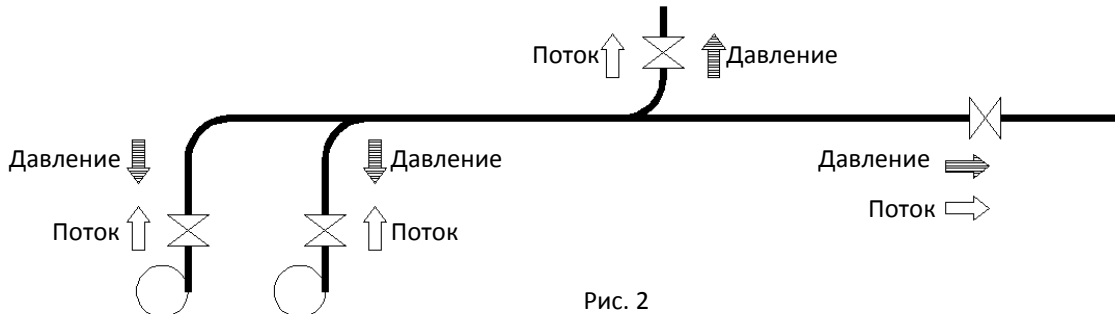 Поток
Давление
Давление
Давление
Давление
Поток
Поток
Поток
Рис. 2